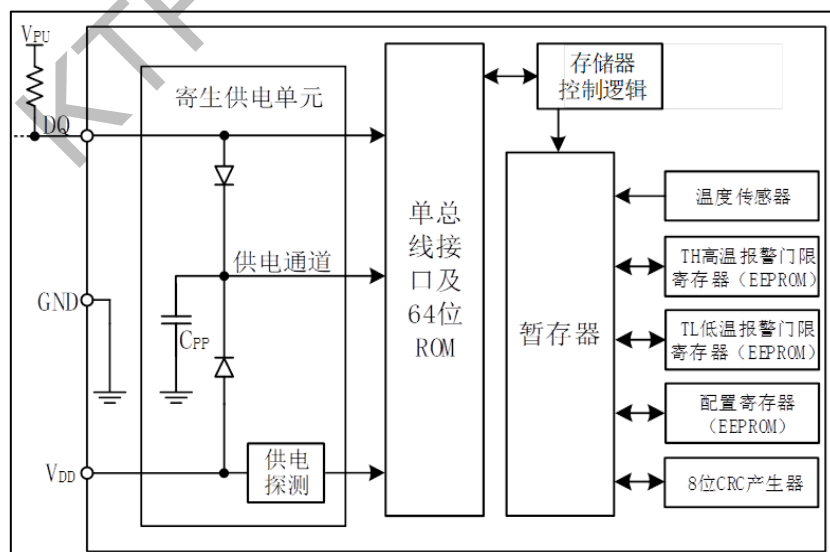 VPU
DQ
GND
VDD
寄生供电单元
供电通道
CPP
供电
探测
单总
线接
口及
64位
ROM
存储器
控制逻辑
暂存器
温度传感器
TH高温报警门限
寄存器（EEPROM）
TL低温报警门限
寄存器（EEPROM）
配置寄存器
（EEPROM）
8位CRC产生器